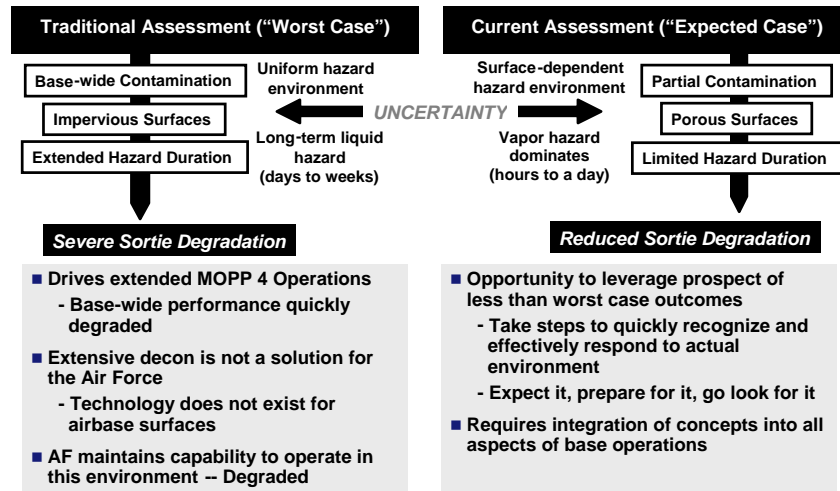 Traditional Assessment (“Worst Case”)
Base-wide Contamination
Impervious Surfaces
Extended Hazard Duration
Uniform hazard
environment
Long-term liquid
hazard
(days to weeks)
UNCERTAINTY
Current Assessment (“Expected Case”)
Surface-dependent
hazard environment
Vapor hazard
dominates
(hours to a day)
Partial Contamination
Porous Surfaces
Limited Hazard Duration
Severe Sortie Degradation
■ Drives extended MOPP 4 Operations
- Base-wide performance quickly
degraded
■ Extensive decon is not a solution for
the Air Force
- Technology does not exist for
airbase surfaces
■ AF maintains capability to operate in
this environment -- Degraded
Reduced Sortie Degradation
■ Opportunity to leverage prospect of
less than worst case outcomes
- Take steps to quickly recognize and
effectively respond to actual
environment
- Expect it, prepare for it, go look for it
■ Requires integration of concepts into all
aspects of base operations